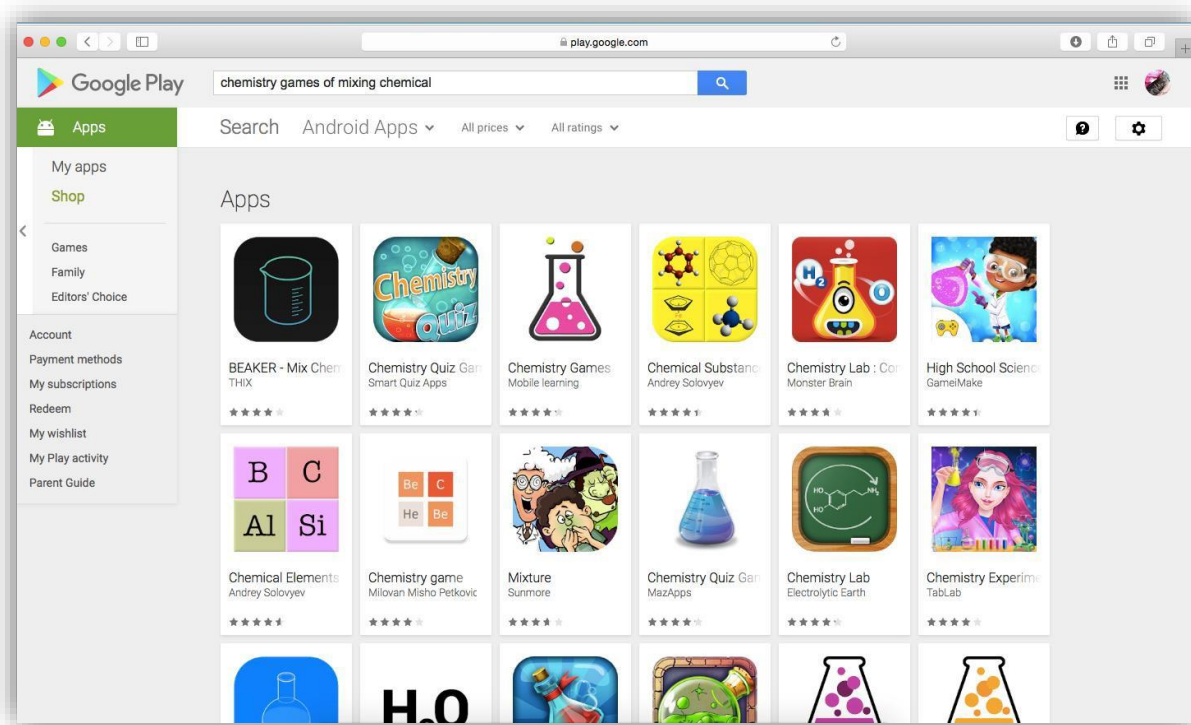 play.google.com
Google Play
chemistry games of mixing chemical
Apps
Search Android Apps All prices All ratings
My apps
Shop
Games
Family
Editors' Choice
Account
Payment methods
My subscriptions
Redeem
My wishlist
My Play activity
Parent Guide
Apps
Chemistry
Quiz
H2
O
BEAKER - Mix Chem
THIX
Chemistry Quiz Gam
Smart Quiz Apps
Chemistry Games
Mobile learning
Chemical Substanc
Andrey Solovyev
Chemistry Lab : Con
Monster Brain
High School Scienc
GameiMake
B C
Al Si
Be C
He Be
HO
NH2
HO
Chemical Elements
Andrey Solovyev
Chemistry game
Milovan Misho Petkovic
Mixture
Sunmore
Chemistry Quiz Gam
MazApps
Chemistry Lab
Electrolytic Earth
Chemistry Experime
TabLab
H2O